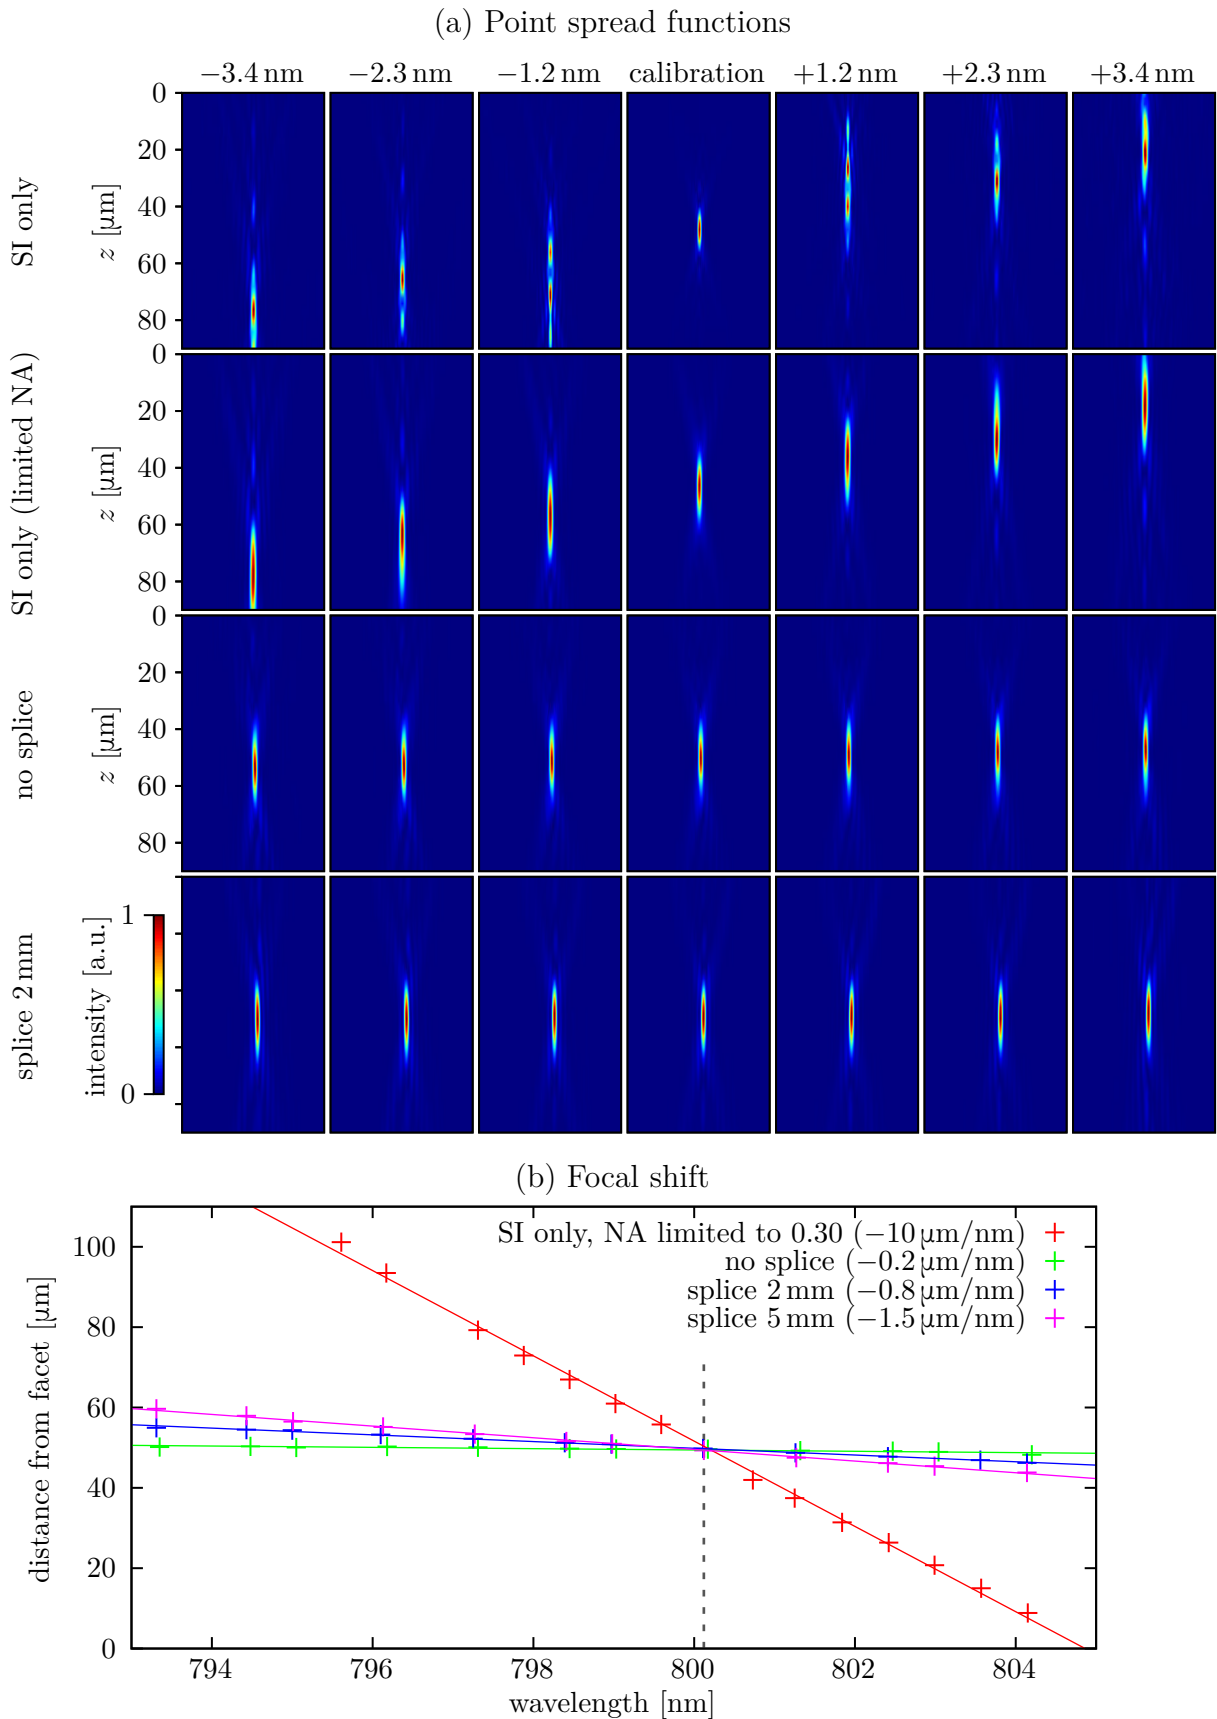 (a) Point spread functions
−3.4 nm −2.3 nm −1.2 nm calibration +1.2 nm +2.3 nm +3.4 nm
SI only
z [µm]
0
20
40
60
80
SI only (limited NA)
z [µm]
0
20
40
60
80
no splice
z [µm]
0
20
40
60
80
splice 2 mm
intensity [a.u.]
1
0
(b) Focal shift
distance from facet [µm]
100
80
60
40
20
0
SI only, NA limited to 0.30 (−10 µm/nm)
no splice (−0.2 µm/nm)
splice 2 mm (−0.8 µm/nm)
splice 5 mm (−1.5 µm/nm)
794 796 798 800 802 804
wavelength [nm]